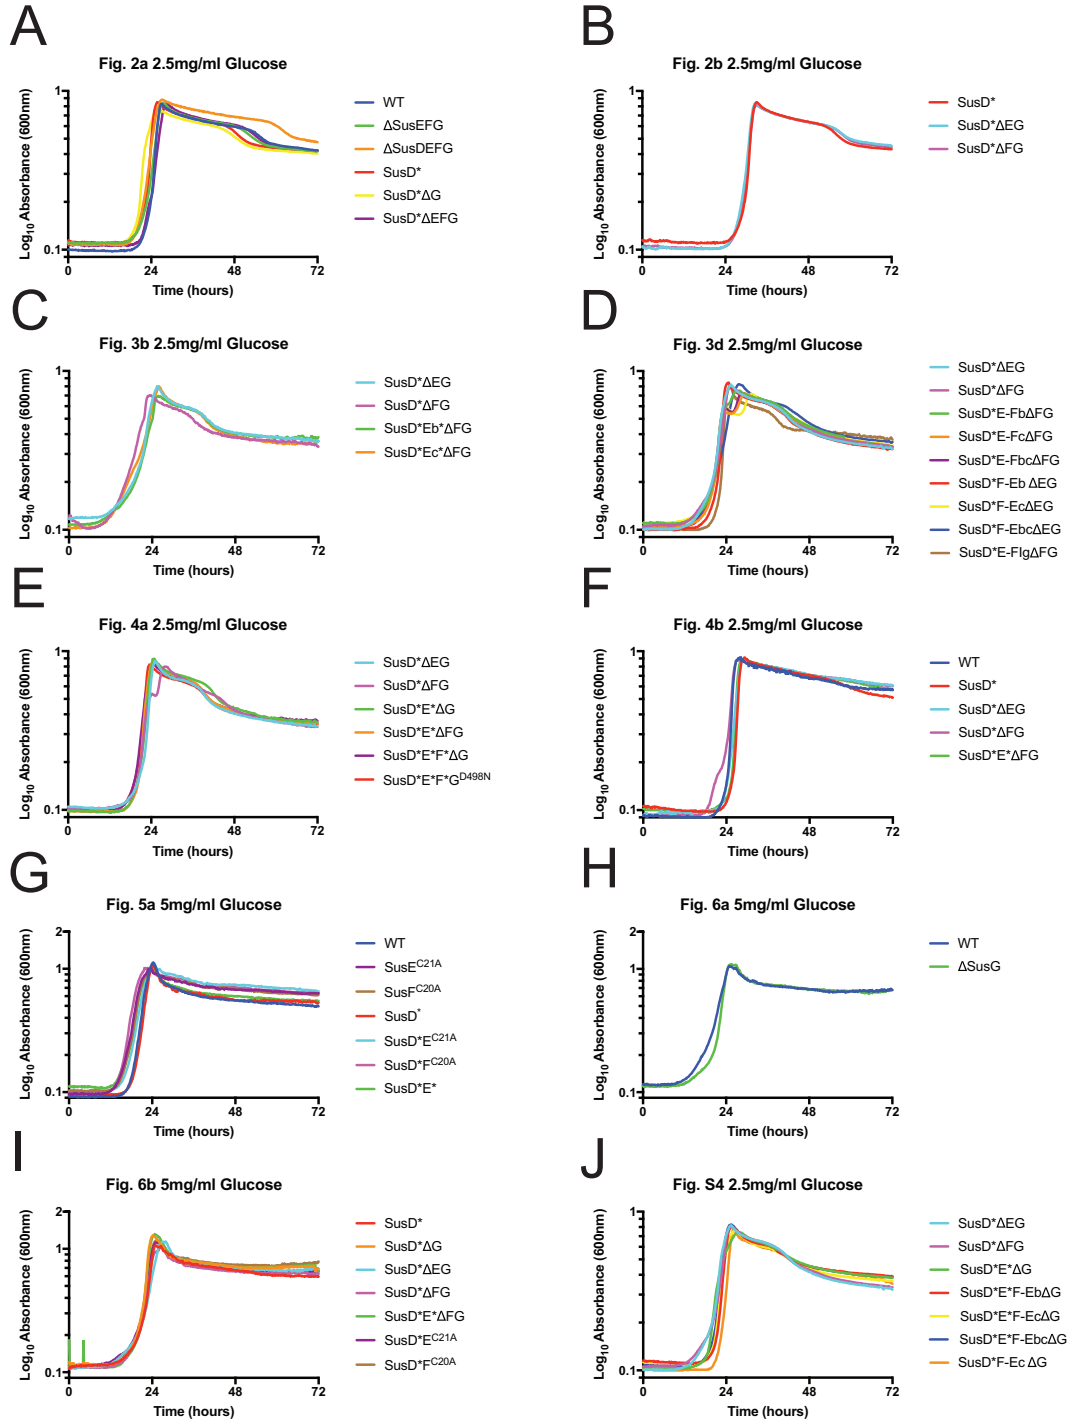 A
Fig. 2a 2.5mg/ml Glucose
Log10 Absorbance (600nm)
1
0.1
0 24 48 72
Time (hours)
WT
ΔSusEFG
ΔSusDEFG
SusD*
SusD*ΔG
SusD*ΔEFG
B
Fig. 2b 2.5mg/ml Glucose
Log10 Absorbance (600nm)
1
0.1
0 24 48 72
Time (hours)
SusD*
SusD*ΔEG
SusD*ΔFG
C
Fig. 3b 2.5mg/ml Glucose
Log10 Absorbance (600nm)
1
0.1
0 24 48 72
Time (hours)
SusD*ΔEG
SusD*ΔFG
SusD*Eb*ΔFG
SusD*Ec*ΔFG
D
Fig. 3d 2.5mg/ml Glucose
Log10 Absorbance (600nm)
1
0.1
0 24 48 72
Time (hours)
SusD*ΔEG
SusD*ΔFG
SusD*E-FbΔFG
SusD*E-FcΔFG
SusD*E-FbcΔFG
SusD*F-Eb ΔEG
SusD*F-EcΔEG
SusD*F-EbcΔEG
SusD*E-FIgΔFG
E
Fig. 4a 2.5mg/ml Glucose
Log10 Absorbance (600nm)
1
0.1
0 24 48 72
Time (hours)
SusD*ΔEG
SusD*ΔFG
SusD*E*ΔG
SusD*E*ΔFG
SusD*E*F*ΔG
SusD*E*F*G^D498N
F
Fig. 4b 2.5mg/ml Glucose
Log10 Absorbance (600nm)
1
0.1
0 24 48 72
Time (hours)
WT
SusD*
SusD*ΔEG
SusD*ΔFG
SusD*E*ΔFG
G
Fig. 5a 5mg/ml Glucose
Log10 Absorbance (600nm)
2
1
0.1
0 24 48 72
Time (hours)
WT
SusE^C21A
SusF^C20A
SusD*
SusD*E^C21A
SusD*F^C20A
SusD*E*
H
Fig. 6a 5mg/ml Glucose
Log10 Absorbance (600nm)
2
1
0.1
0 24 48 72
Time (hours)
WT
ΔSusG
I
Fig. 6b 5mg/ml Glucose
Log10 Absorbance (600nm)
2
1
0.1
0 24 48 72
Time (hours)
SusD*
SusD*ΔG
SusD*ΔEG
SusD*ΔFG
SusD*E*ΔFG
SusD*E^C21A
SusD*F^C20A
J
Fig. S4 2.5mg/ml Glucose
Log10 Absorbance (600nm)
1
0.1
0 24 48 72
Time (hours)
SusD*ΔEG
SusD*ΔFG
SusD*E*ΔG
SusD*E*F-EbΔG
SusD*E*F-EcΔG
SusD*E*F-EbcΔG
SusD*F-Ec ΔG